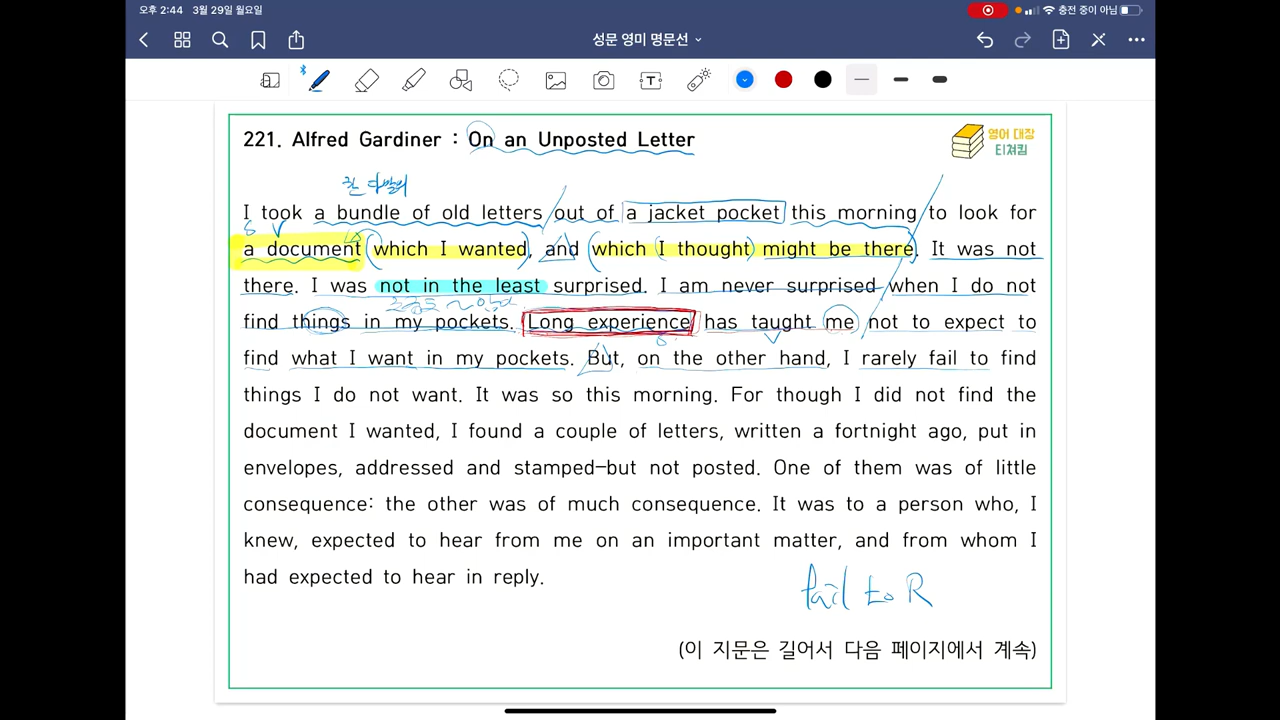 오후 2:44 3월 29일 월요일
충전 중이 아님
성문 영미 명문선
221. Alfred Gardiner : On an Unposted Letter
영어 대장
티쳐킴
I took a bundle of old letters out of a jacket pocket this morning to look for
a document which I wanted, and which I thought might be there. It was not
there. I was not in the least surprised. I am never surprised when I do not
find things in my pockets. Long experience has taught me not to expect to
find what I want in my pockets. But, on the other hand, I rarely fail to find
things I do not want. It was so this morning. For though I did not find the
document I wanted, I found a couple of letters, written a fortnight ago, put in
envelopes, addressed and stamped—but not posted. One of them was of little
consequence: the other was of much consequence. It was to a person who, I
knew, expected to hear from me on an important matter, and from whom I
had expected to hear in reply.
fail to R
(이 지문은 길어서 다음 페이지에서 계속)